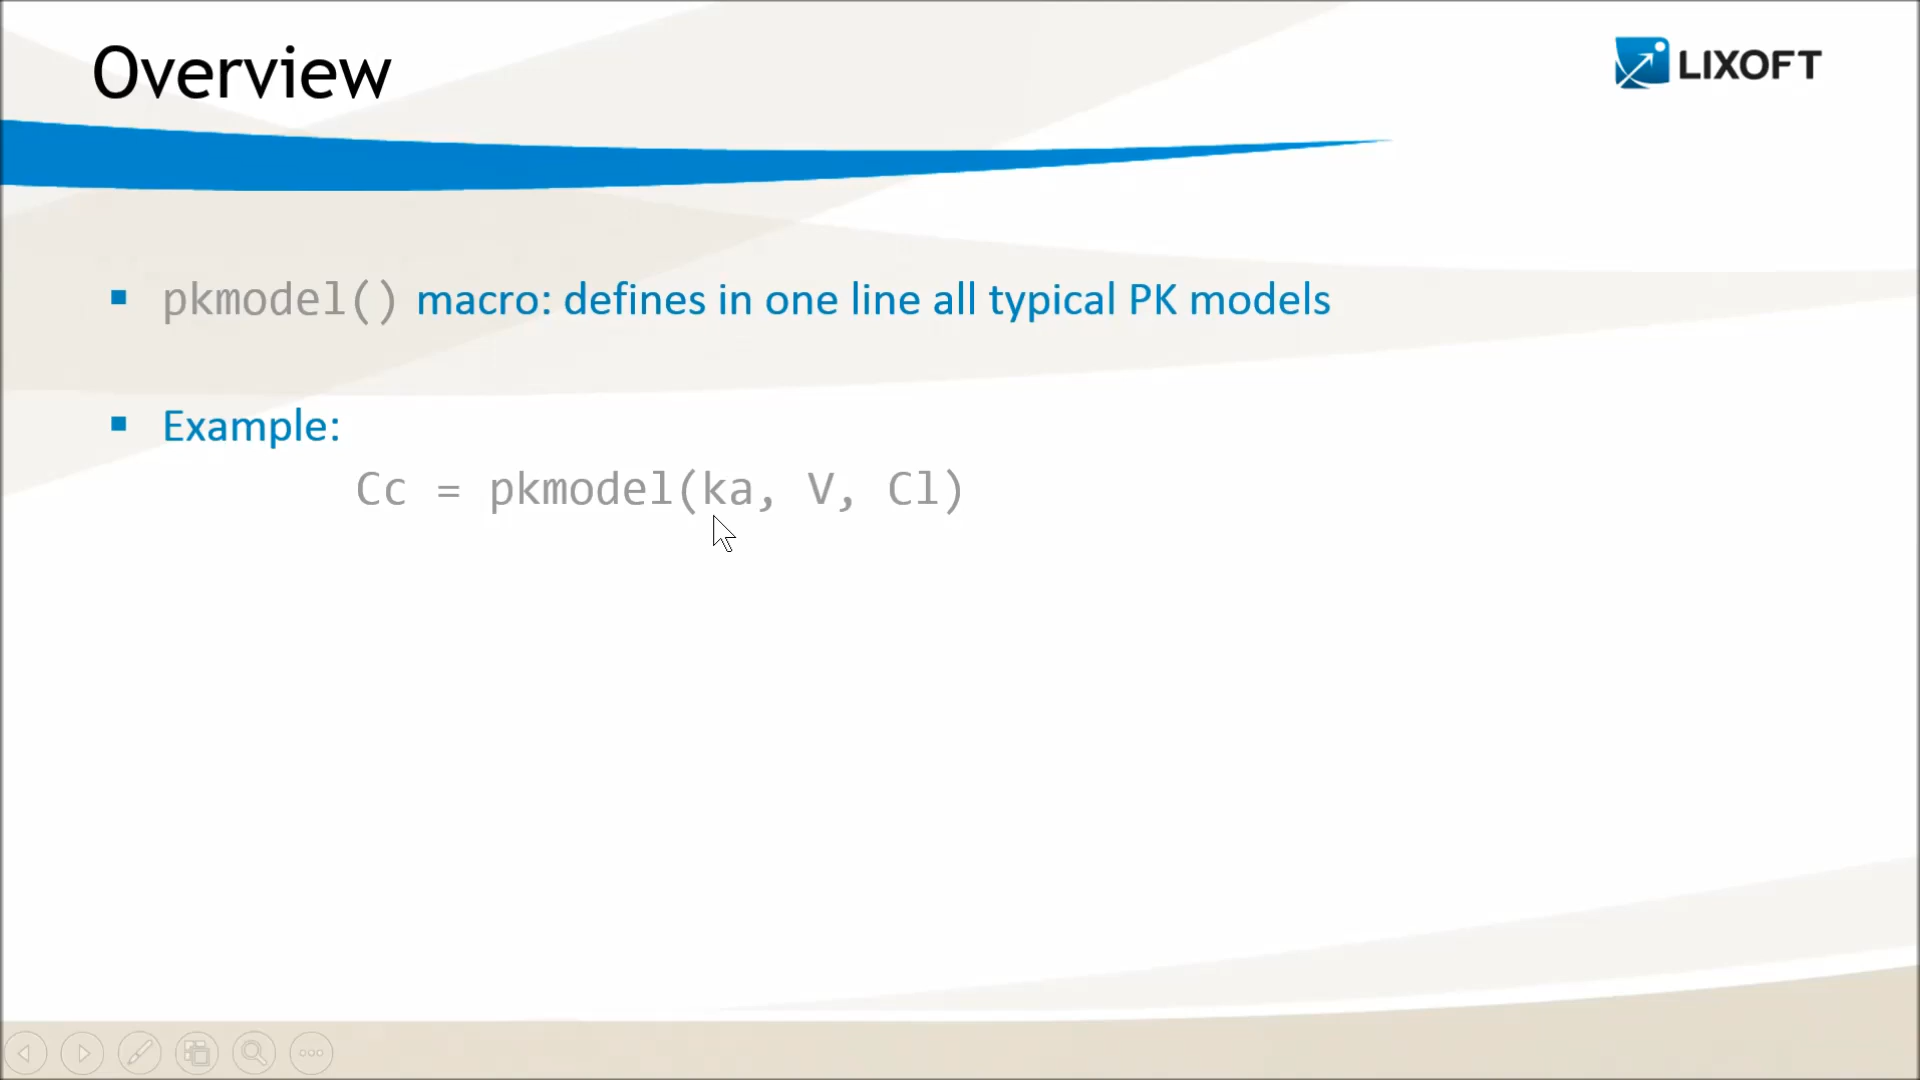 Overview
LIXOFT
▪ pkmodel() macro: defines in one line all typical PK models
▪ Example:
Cc = pkmodel(ka, V, Cl)